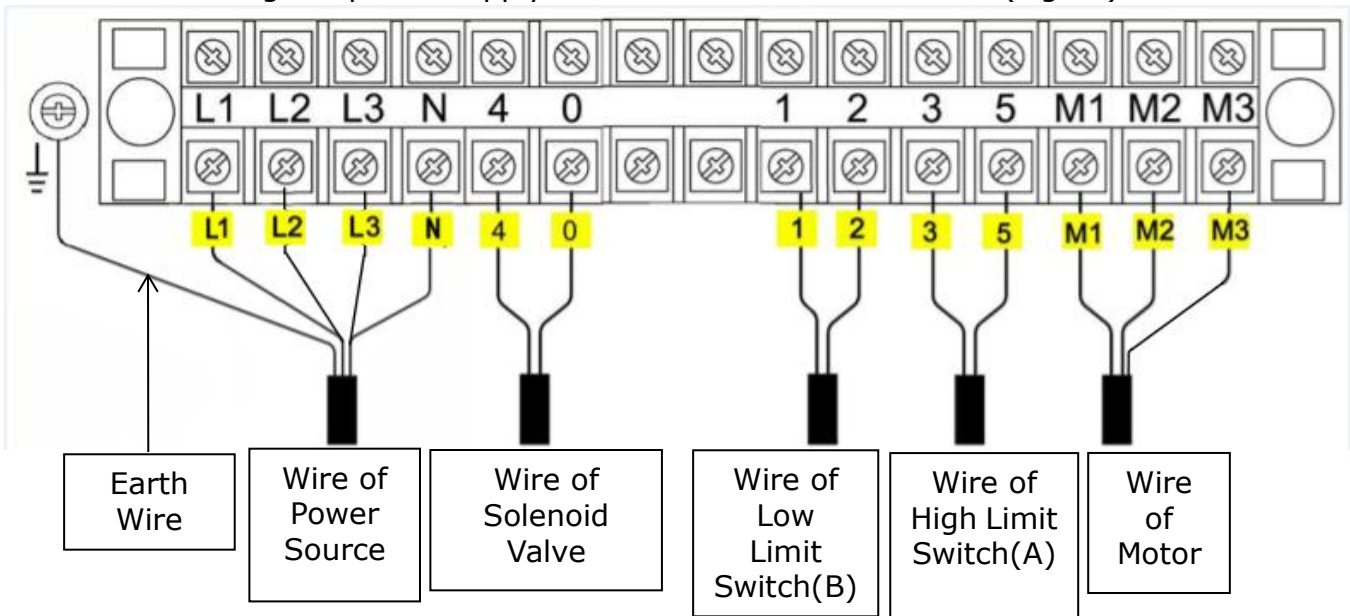 L1 L2 L3 N 4 0 1 2 3 5 M1 M2 M3
L1 L2 L3 N 4 0 1 2 3 5 M1 M2 M3
Earth
Wire
Wire of
Power
Source
Wire of
Solenoid
Valve
Wire of
Low
Limit
Switch(B)
Wire of
High Limit
Switch(A)
Wire
of
Motor